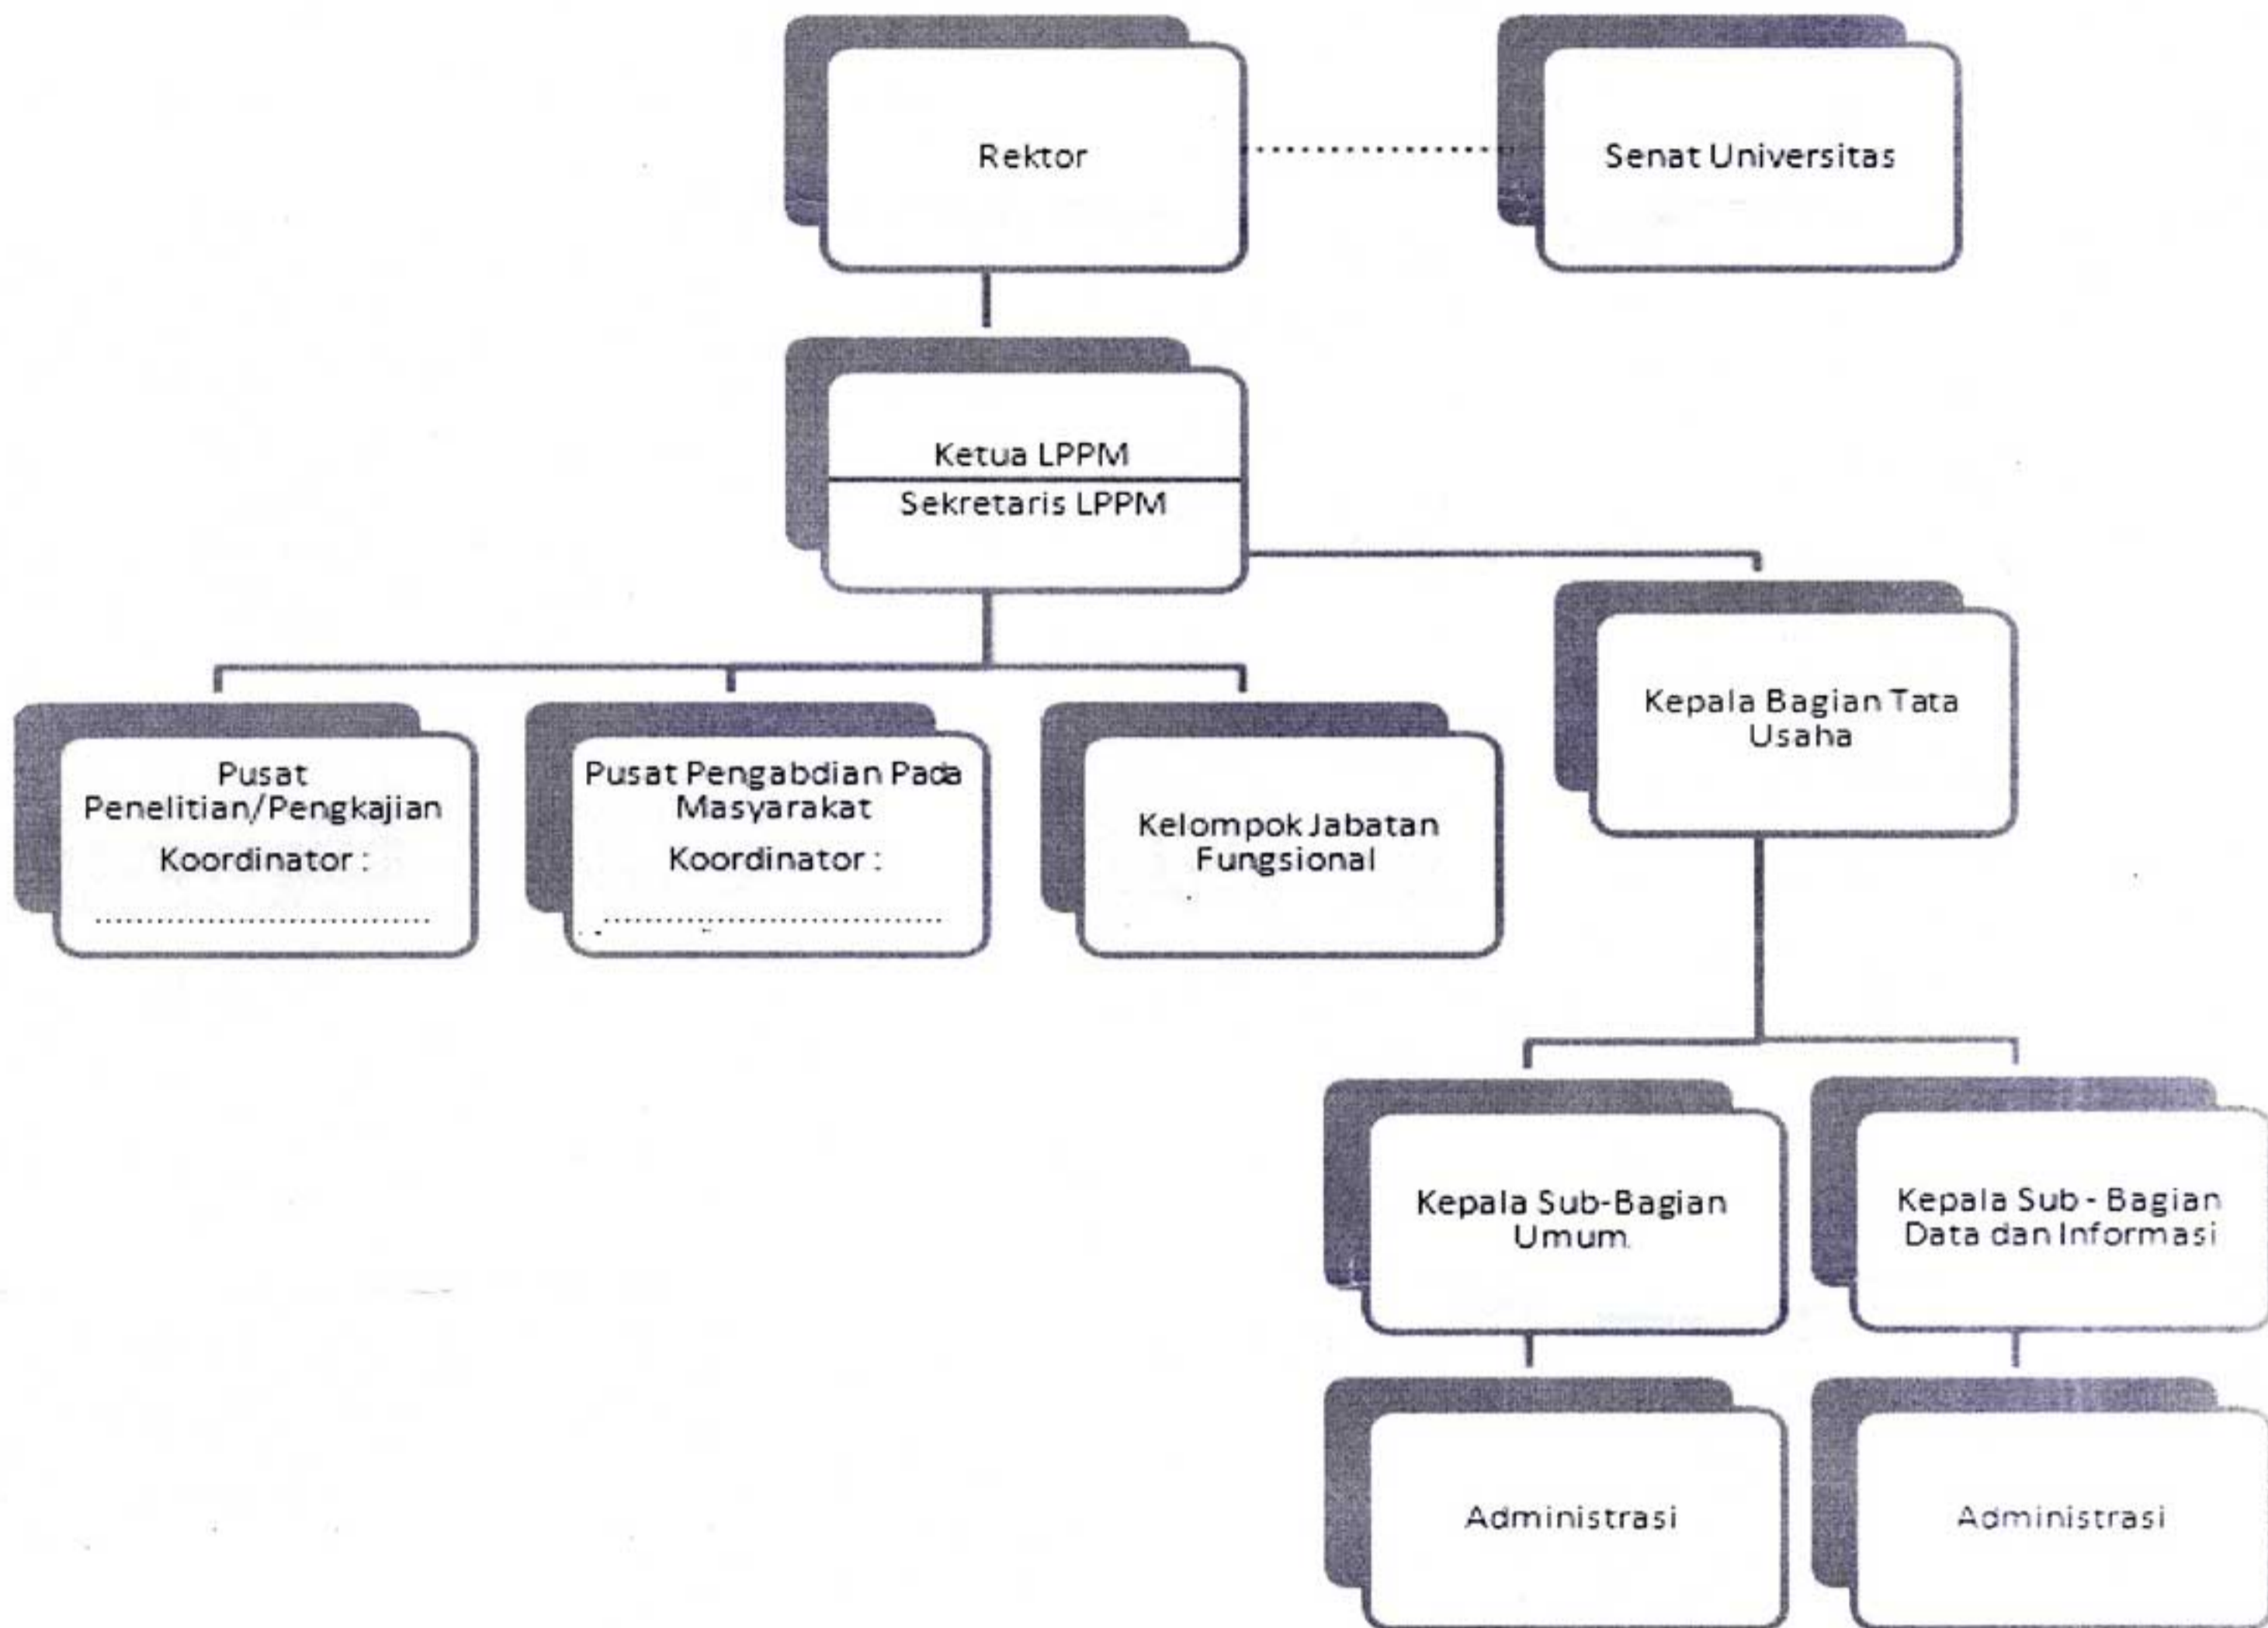 Rektor
Senat Universitas
Ketua LPPM
Sekretaris LPPM
Kepala Bagian Tata
Usaha
Pusat
Penelitian/Pengkajian
Koordinator :
................................
Pusat Pengabdian Pada
Masyarakat
Koordinator :
................................
Kelompok Jabatan
Fungsional
Kepala Sub-Bagian
Umum
Kepala Sub - Bagian
Data dan Informasi
Administrasi
Administrasi